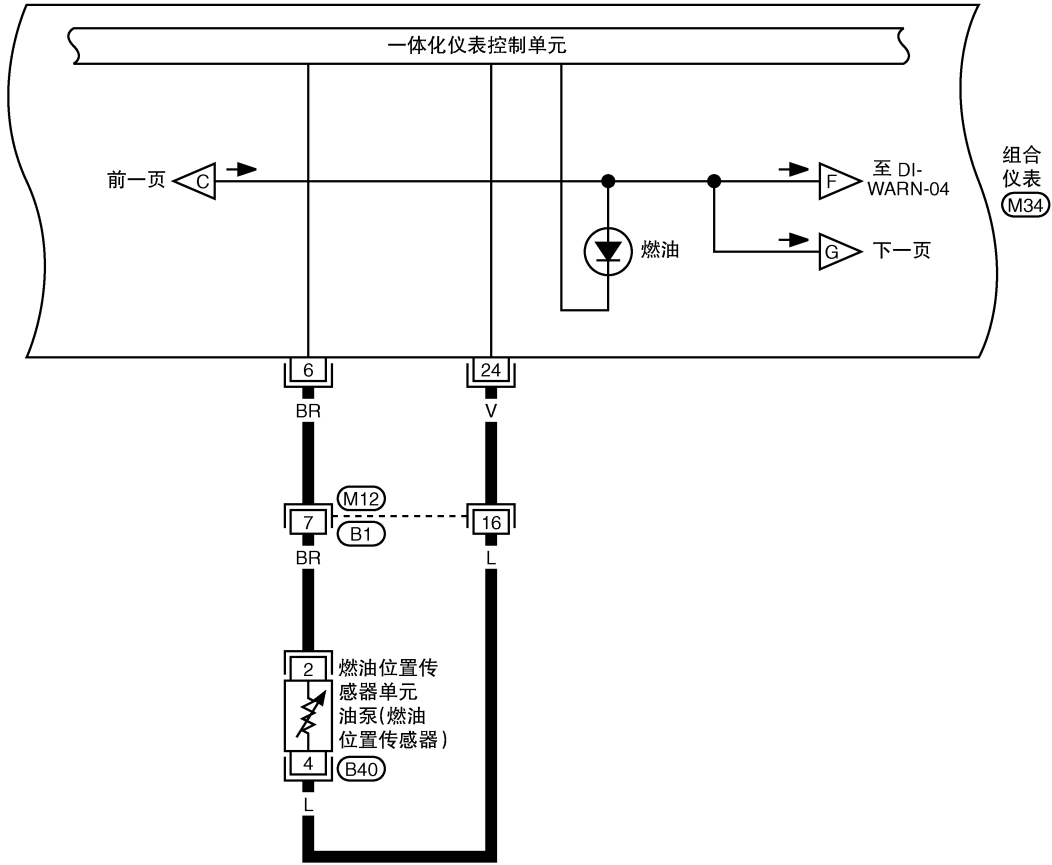 一体化仪表控制单元
前一页
C
F
至 DI-
WARN-04
组合
仪表
M34
燃油
G
下一页
6
24
BR
V
M12
7
16
B1
BR
L
2
燃油位置传
感器单元
油泵(燃油
位置传感器)
4
B40
L